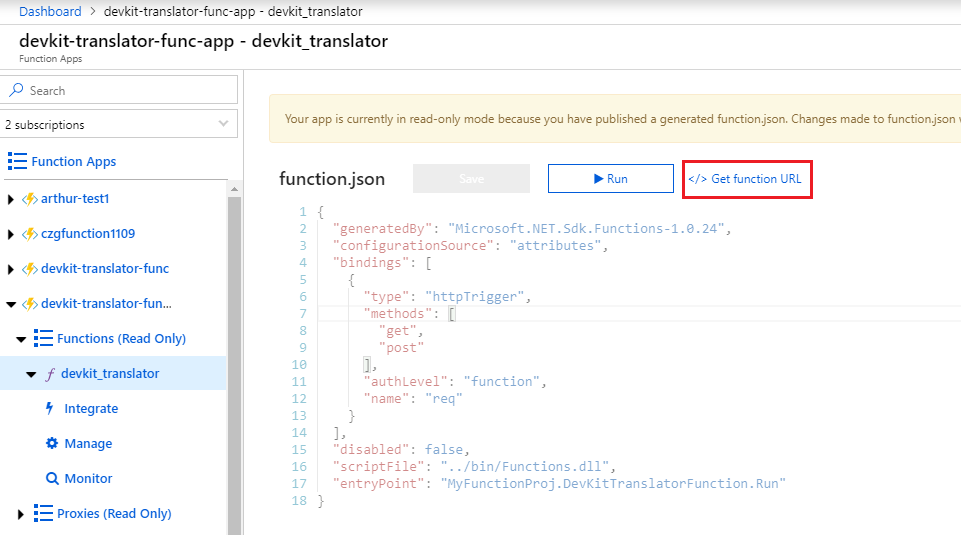 Dashboard > devkit-translator-func-app - devkit_translator
devkit-translator-func-app - devkit_translator
Function Apps
Search
2 subscriptions
Function Apps
arthur-test1
czgfunction1109
devkit-translator-func
devkit-translator-fun...
Functions (Read Only)
devkit_translator
Integrate
Manage
Monitor
Proxies (Read Only)
Your app is currently in read-only mode because you have published a generated function.json. Changes made to function.json
function.json Save Run </> Get function URL
1 {
2 "generatedBy": "Microsoft.NET.Sdk.Functions-1.0.24",
3 "configurationSource": "attributes",
4 "bindings": [
5 {
6 "type": "httpTrigger",
7 "methods": [
8 "get",
9 "post"
10 ],
11 "authLevel": "function",
12 "name": "req"
13 }
14 ],
15 "disabled": false,
16 "scriptFile": "../bin/Functions.dll",
17 "entryPoint": "MyFunctionProj.DevKitTranslatorFunction.Run"
18 }